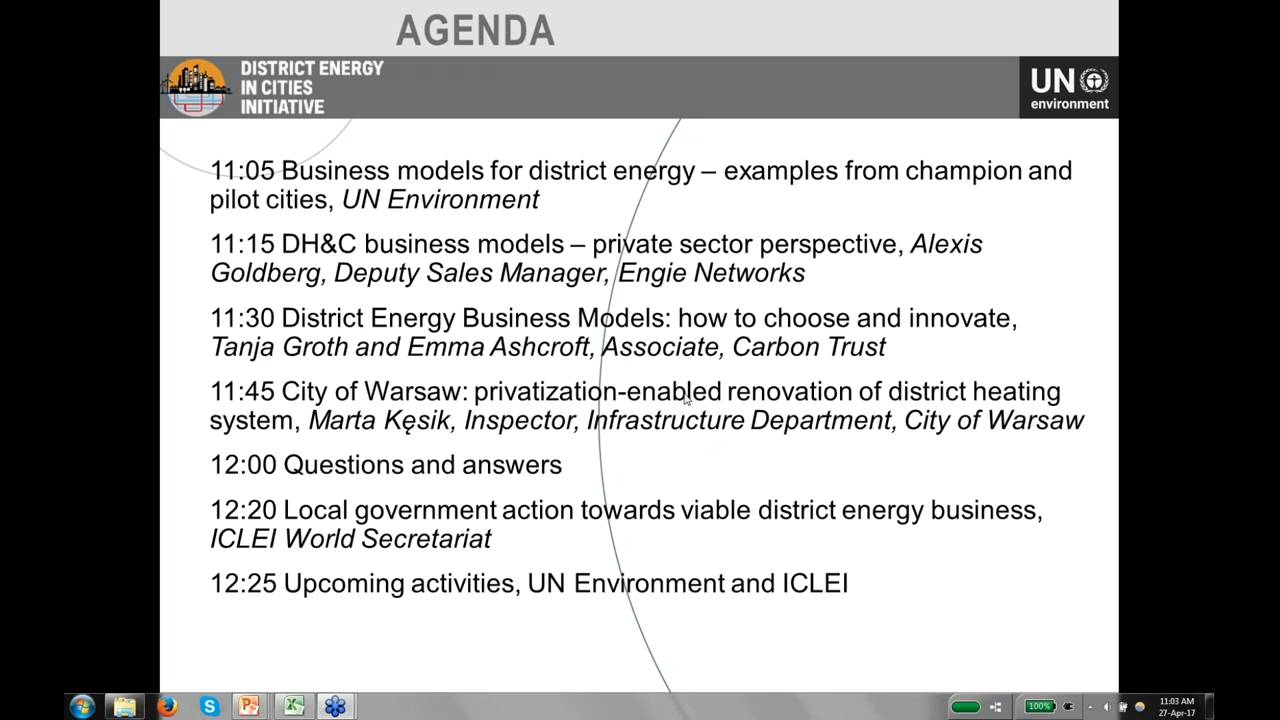 AGENDA
DISTRICT ENERGY
IN CITIES
INITIATIVE
UN
environment
11:05 Business models for district energy – examples from champion and
pilot cities, UN Environment
11:15 DH&C business models – private sector perspective, Alexis
Goldberg, Deputy Sales Manager, Engie Networks
11:30 District Energy Business Models: how to choose and innovate,
Tanja Groth and Emma Ashcroft, Associate, Carbon Trust
11:45 City of Warsaw: privatization-enabled renovation of district heating
system, Marta Kęsik, Inspector, Infrastructure Department, City of Warsaw
12:00 Questions and answers
12:20 Local government action towards viable district energy business,
ICLEI World Secretariat
12:25 Upcoming activities, UN Environment and ICLEI
100%
11:03 AM
27-Apr-17